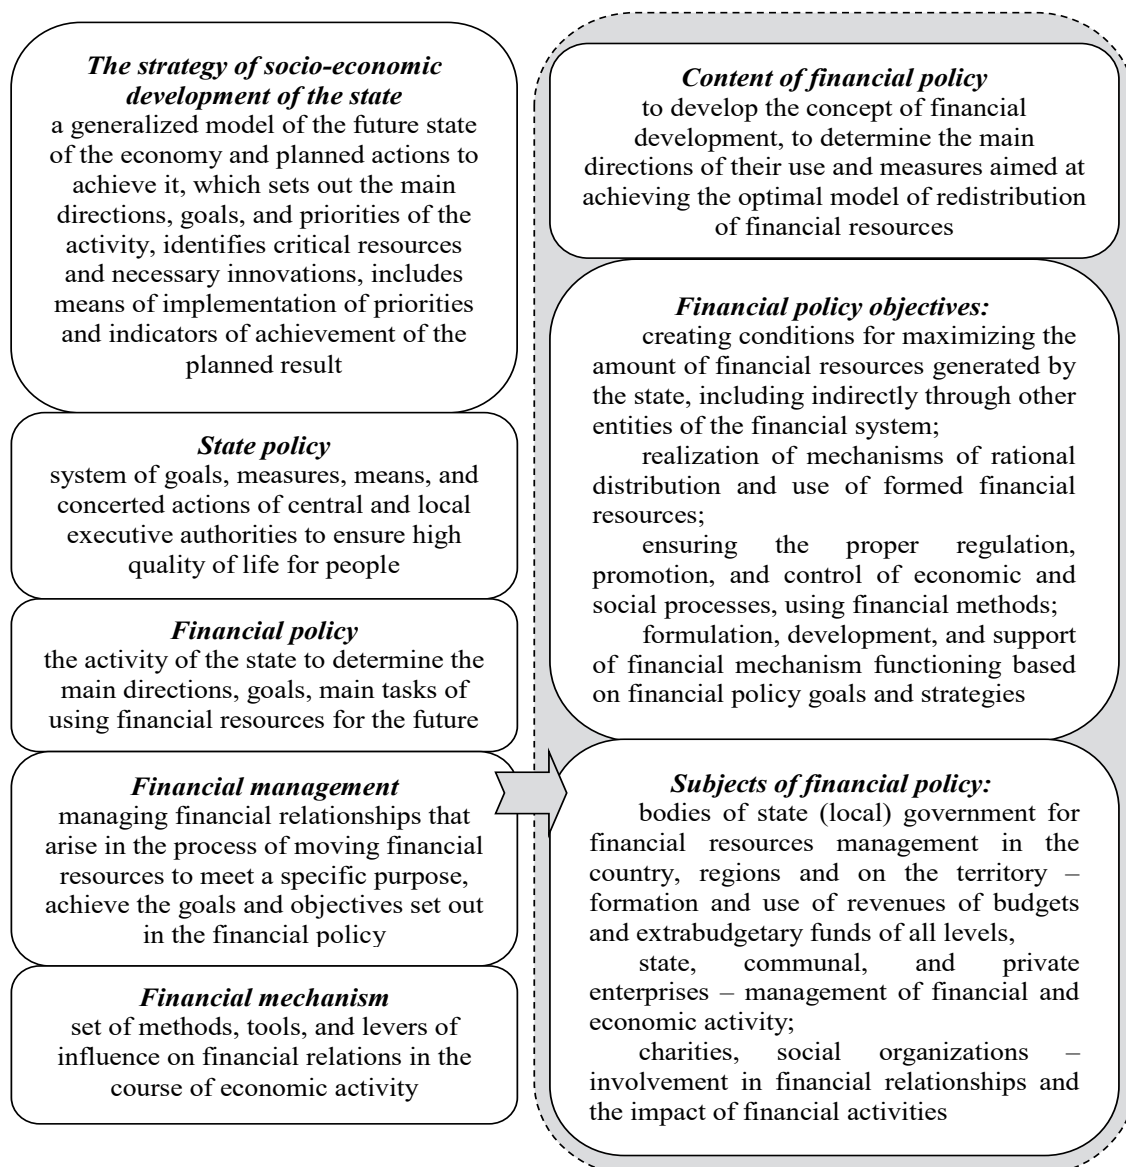 The strategy of socio-economic
development of the state
a generalized model of the future state
of the economy and planned actions to
achieve it, which sets out the main
directions, goals, and priorities of the
activity, identifies critical resources
and necessary innovations, includes
means of implementation of priorities
and indicators of achievement of the
planned result
State policy
system of goals, measures, means, and
concerted actions of central and local
executive authorities to ensure high
quality of life for people
Financial policy
the activity of the state to determine the
main directions, goals, main tasks of
using financial resources for the future
Financial management
managing financial relationships that
arise in the process of moving financial
resources to meet a specific purpose,
achieve the goals and objectives set out
in the financial policy
Financial mechanism
set of methods, tools, and levers of
influence on financial relations in the
course of economic activity
Content of financial policy
to develop the concept of financial
development, to determine the main
directions of their use and measures aimed at
achieving the optimal model of redistribution
of financial resources
Financial policy objectives:
creating conditions for maximizing the
amount of financial resources generated by
the state, including indirectly through other
entities of the financial system;
realization of mechanisms of rational
distribution and use of formed financial
resources;
ensuring the proper regulation,
promotion, and control of economic and
social processes, using financial methods;
formulation, development, and support
of financial mechanism functioning based
on financial policy goals and strategies
Subjects of financial policy:
bodies of state (local) government for
financial resources management in the
country, regions and on the territory –
formation and use of revenues of budgets
and extrabudgetary funds of all levels,
state, communal, and private
enterprises – management of financial and
economic activity;
charities, social organizations –
involvement in financial relationships and
the impact of financial activities